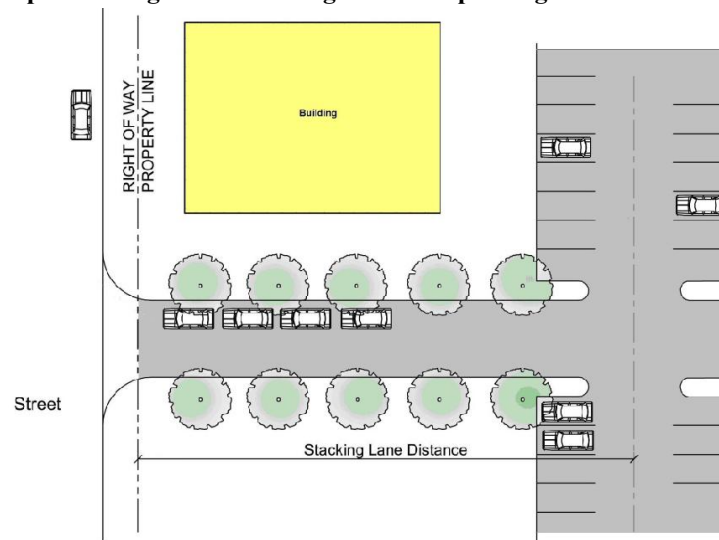 RIGHT OF WAY
PROPERTY LINE
Building
Street
Stacking Lane Distance